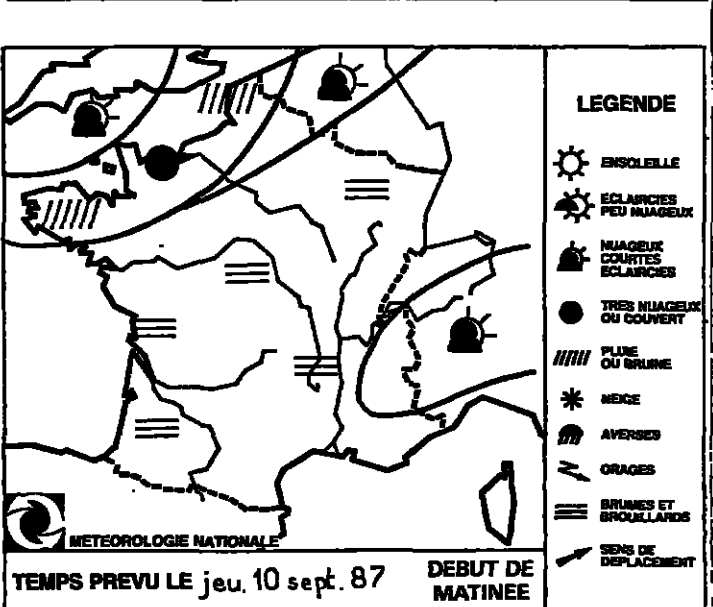 LEGENDE
ENSOLEILLE
ECLAIRCIES
PEU NUAGEUX
NUAGEUX
COURTES
ECLAIRCIES
TRES NUAGEUX
OU COUVERT
PLUIE
OU BRUINE
NEIGE
AVERSES
ORAGES
BRUMES ET
BROUILLARDS
SENS DE
DEPLACEMENT
METEOROLOGIE NATIONALE
TEMPS PREVU LE jeu. 10 sept. 87
DEBUT DE
MATINEE